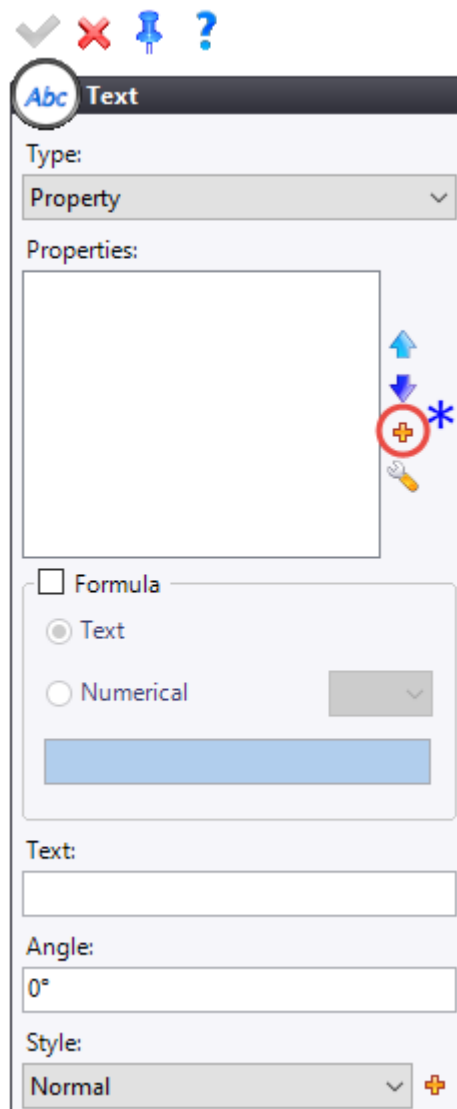 Abc Text
Type:
Property
Properties:
*
Formula
Text
Numerical
Text:
Angle:
0°
Style:
Normal